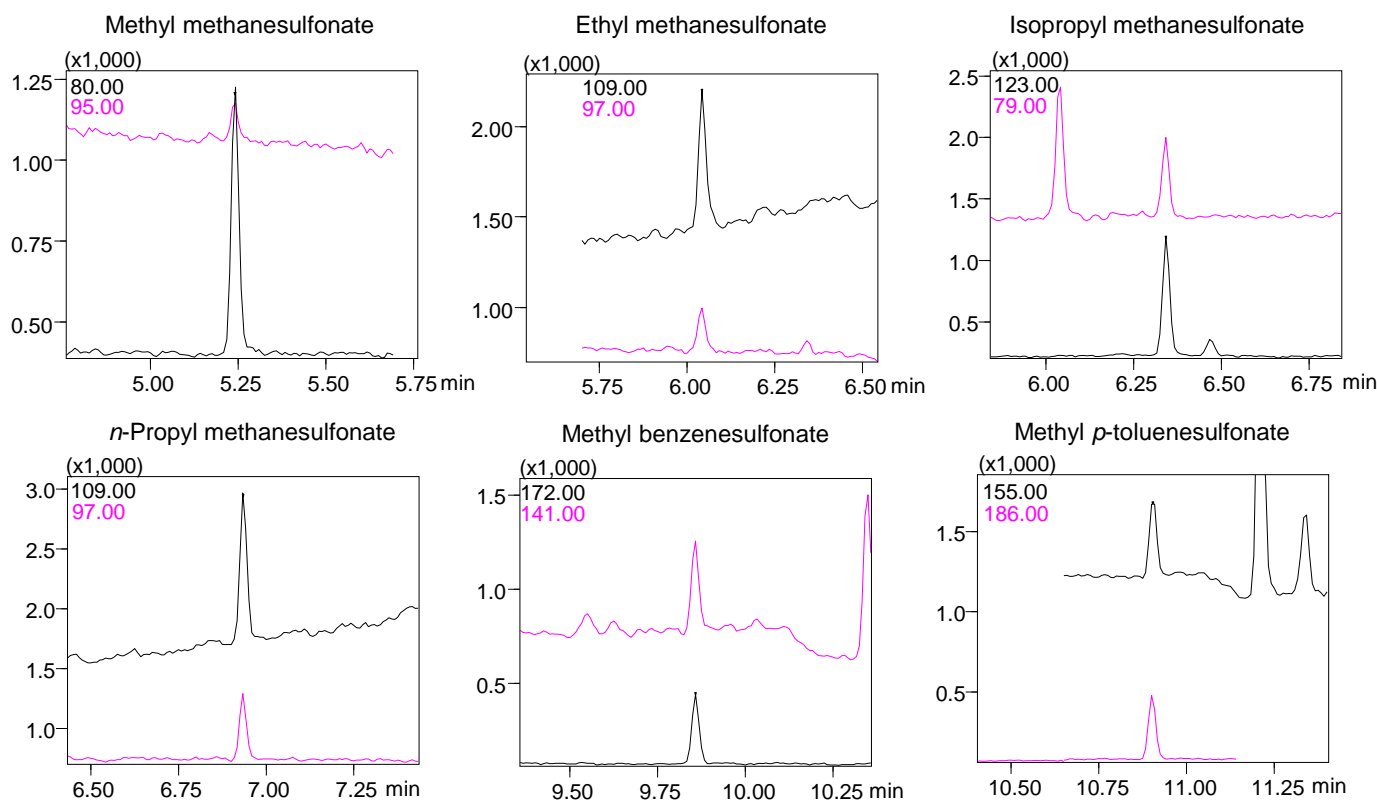 Methyl methanesulfonate
(x1,000)
80.00
95.00
1.25
1.00
0.75
0.50
5.00 5.25 5.50 5.75 min
Ethyl methanesulfonate
(x1,000)
109.00
97.00
2.00
1.50
1.00
5.75 6.00 6.25 6.50 min
Isopropyl methanesulfonate
(x1,000)
123.00
79.00
2.5
2.0
1.5
1.0
0.5
6.00 6.25 6.50 6.75 min
n-Propyl methanesulfonate
(x1,000)
109.00
97.00
3.0
2.5
2.0
1.5
1.0
6.50 6.75 7.00 7.25 min
Methyl benzenesulfonate
(x1,000)
172.00
141.00
1.5
1.0
0.5
9.50 9.75 10.00 10.25 min
Methyl p-toluenesulfonate
(x1,000)
155.00
186.00
1.5
1.0
0.5
10.50 10.75 11.00 11.25 min